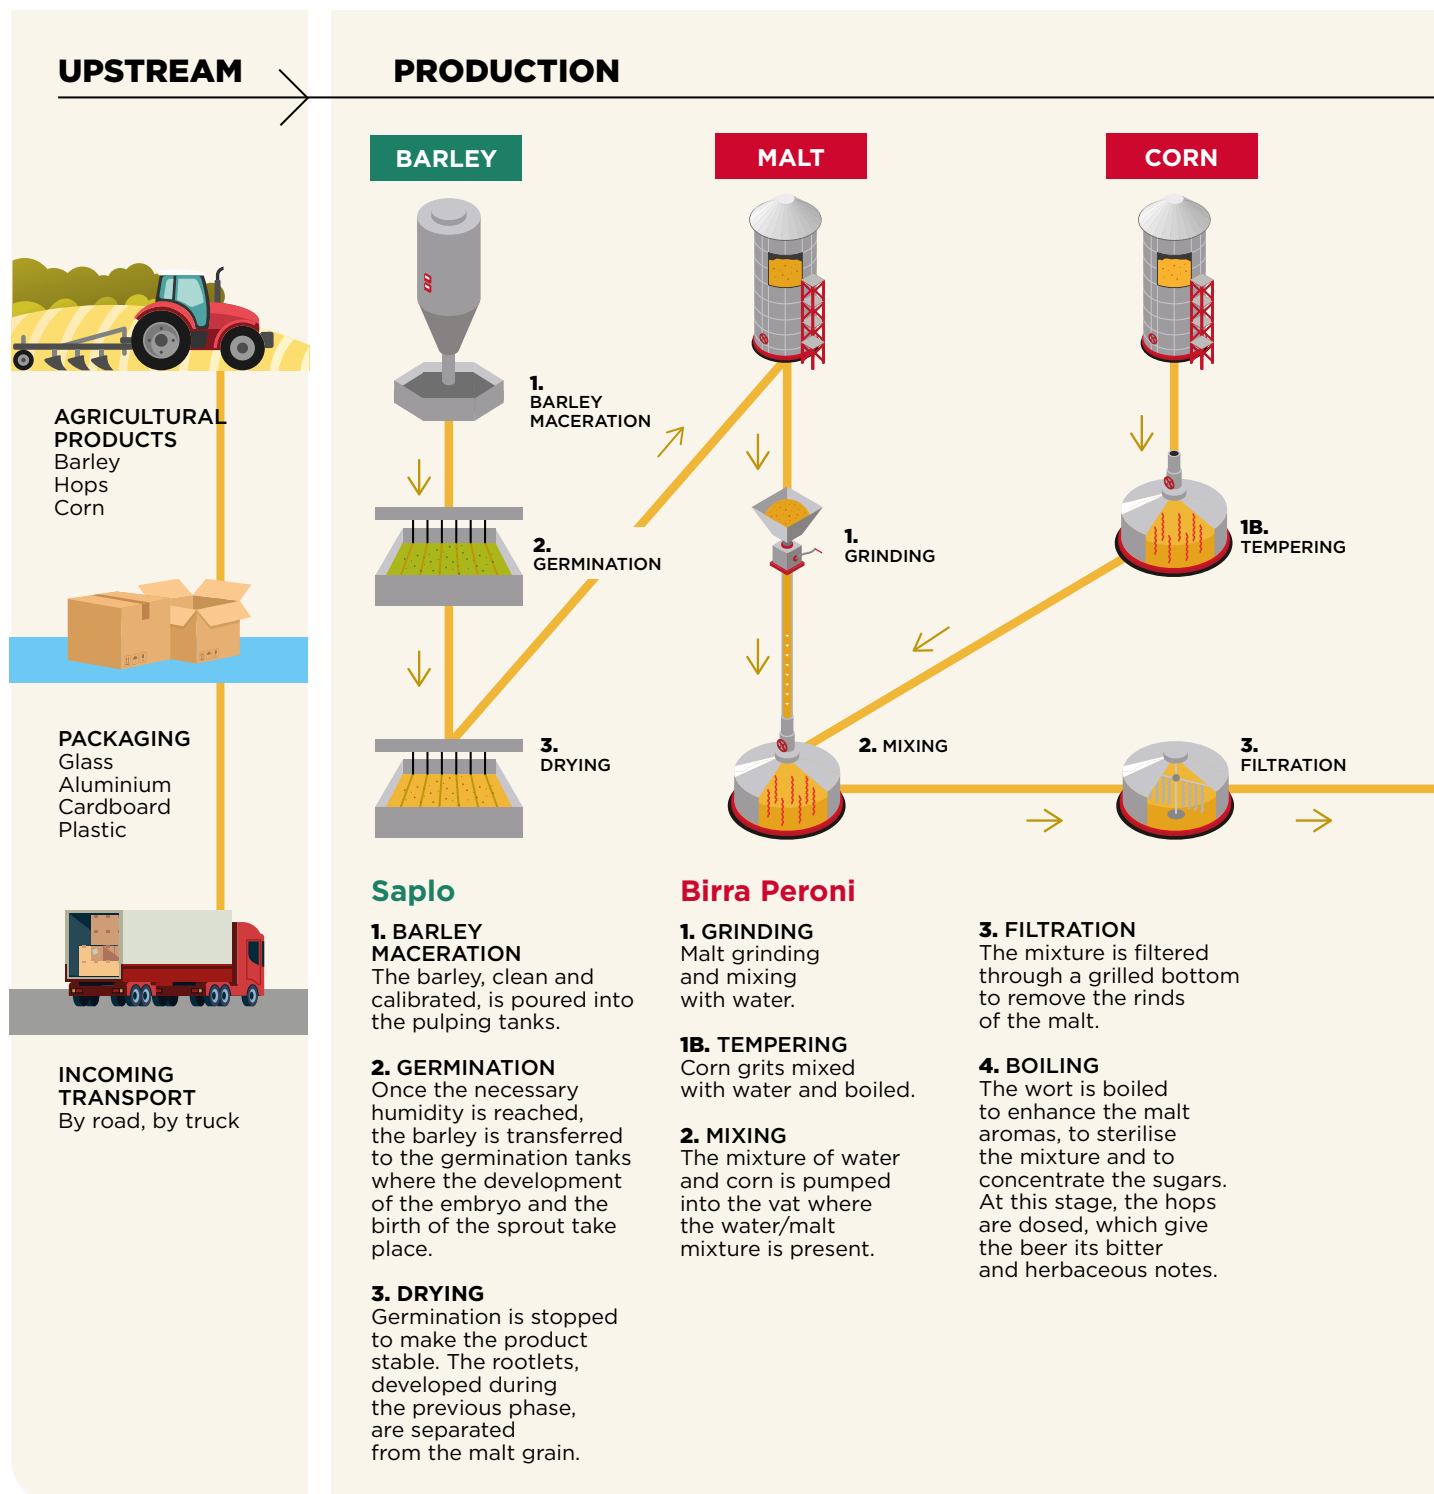 UPSTREAM
PRODUCTION
AGRICULTURAL
PRODUCTS
Barley
Hops
Corn
PACKAGING
Glass
Aluminium
Cardboard
Plastic
INCOMING
TRANSPORT
By road, by truck
BARLEY
MALT
CORN
1.
BARLEY
MACERATION
2.
GERMINATION
3.
DRYING
1.
GRINDING
1B.
TEMPERING
2. MIXING
3.
FILTRATION
Saplo
1. BARLEY
MACERATION
The barley, clean and
calibrated, is poured into
the pulping tanks.
2. GERMINATION
Once the necessary
humidity is reached,
the barley is transferred
to the germination tanks
where the development
of the embryo and the
birth of the sprout take
place.
3. DRYING
Germination is stopped
to make the product
stable. The rootlets,
developed during
the previous phase,
are separated
from the malt grain.
Birra Peroni
1. GRINDING
Malt grinding
and mixing
with water.
1B. TEMPERING
Corn grits mixed
with water and boiled.
2. MIXING
The mixture of water
and corn is pumped
into the vat where
the water/malt
mixture is present.
3. FILTRATION
The mixture is filtered
through a grilled bottom
to remove the rinds
of the malt.
4. BOILING
The wort is boiled
to enhance the malt
aromas, to sterilise
the mixture and to
concentrate the sugars.
At this stage, the hops
are dosed, which give
the beer its bitter
and herbaceous notes.